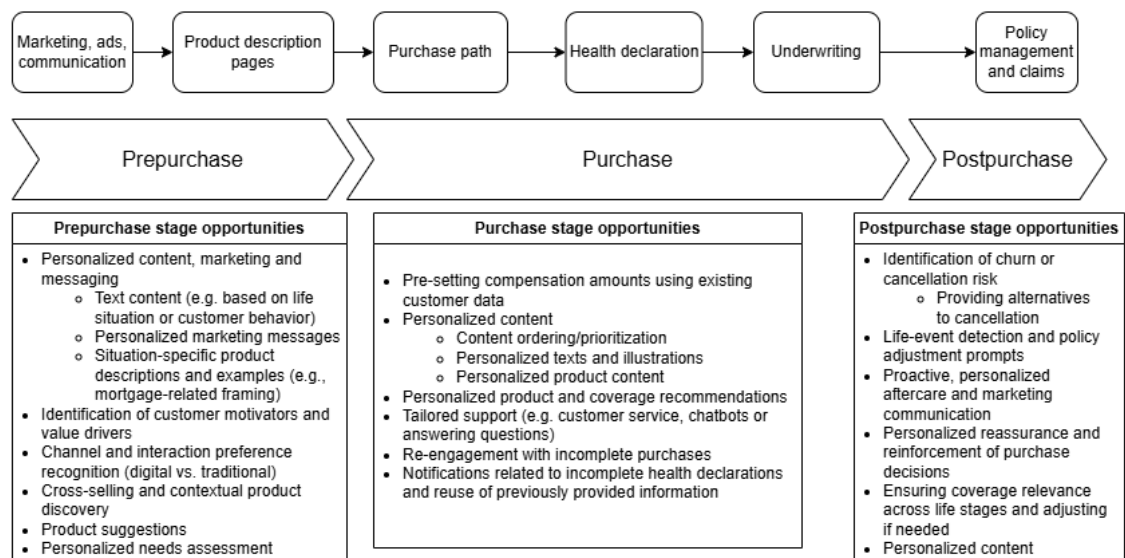 Marketing, ads,
communication
Product description
pages
Purchase path
Health declaration
Underwriting
Policy
management
and claims
Prepurchase
Purchase
Postpurchase
Prepurchase stage opportunities
• Personalized content, marketing and
messaging
○ Text content (e.g. based on life
situation or customer behavior)
○ Personalized marketing messages
○ Situation-specific product
descriptions and examples (e.g.,
mortgage-related framing)
• Identification of customer motivators and
value drivers
• Channel and interaction preference
recognition (digital vs. traditional)
• Cross-selling and contextual product
discovery
• Product suggestions
• Personalized needs assessment
Purchase stage opportunities
• Pre-setting compensation amounts using existing
customer data
• Personalized content
○ Content ordering/prioritization
○ Personalized texts and illustrations
○ Personalized product content
• Personalized product and coverage recommendations
• Tailored support (e.g. customer service, chatbots or
answering questions)
• Re-engagement with incomplete purchases
• Notifications related to incomplete health declarations
and reuse of previously provided information
Postpurchase stage opportunities
• Identification of churn or
cancellation risk
○ Providing alternatives
to cancellation
• Life-event detection and policy
adjustment prompts
• Proactive, personalized
aftercare and marketing
communication
• Personalized reassurance and
reinforcement of purchase
decisions
• Ensuring coverage relevance
across life stages and adjusting
if needed
• Personalized content